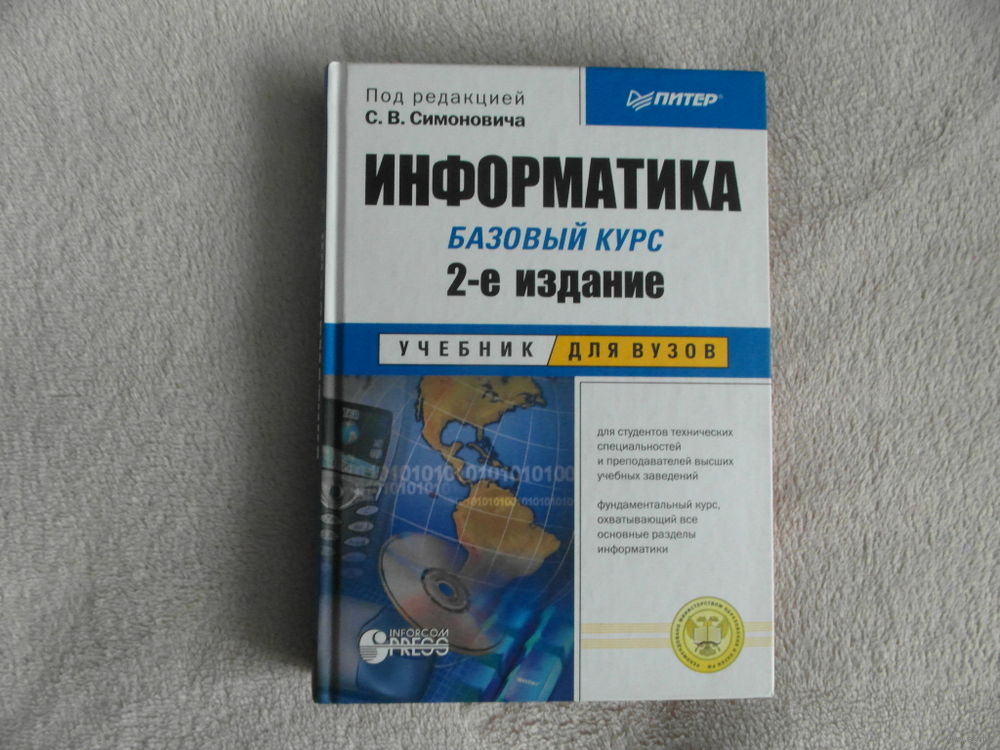 Под редакцией
С. В. Симоновича
ПИТЕР®
ИНФОРМАТИКА
БАЗОВЫЙ КУРС
2-е издание
УЧЕБНИК ДЛЯ ВУЗОВ
для студентов технических
специальностей
и преподавателей высших
учебных заведений
фундаментальный курс,
охватывающий все
основные разделы
информатики
INFORCOM
PRESS